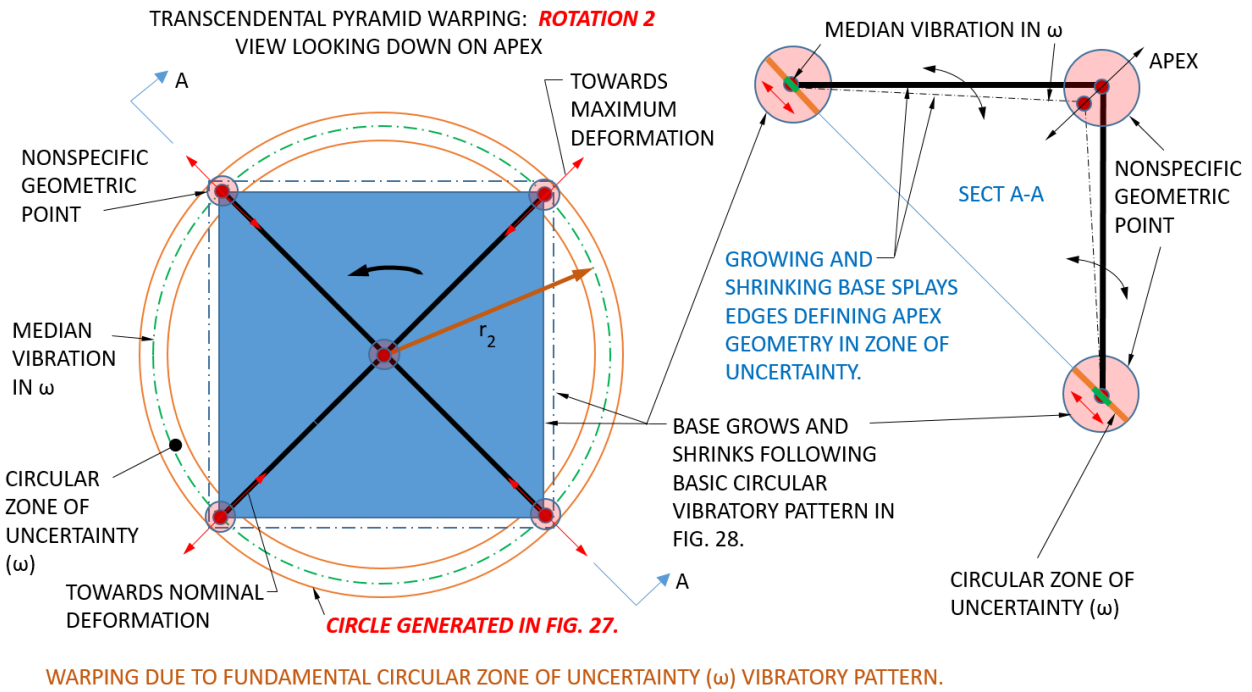 TRANSCENDENTAL PYRAMID WARPING: ROTATION 2
VIEW LOOKING DOWN ON APEX
A
TOWARDS
MAXIMUM
DEFORMATION
NONSPECIFIC
GEOMETRIC
POINT
MEDIAN
VIBRATION
IN ω
r2
CIRCULAR
ZONE OF
UNCERTAINTY
(ω)
TOWARDS NOMINAL
DEFORMATION
CIRCLE GENERATED IN FIG. 27.
A
MEDIAN VIBRATION IN ω
APEX
NONSPECIFIC
GEOMETRIC
POINT
SECT A-A
GROWING AND
SHRINKING BASE SPLAYS
EDGES DEFINING APEX
GEOMETRY IN ZONE OF
UNCERTAINTY.
BASE GROWS AND
SHRINKS FOLLOWING
BASIC CIRCULAR
VIBRATORY PATTERN IN
FIG. 28.
CIRCULAR ZONE OF
UNCERTAINTY (ω)
WARPING DUE TO FUNDAMENTAL CIRCULAR ZONE OF UNCERTAINTY (ω) VIBRATORY PATTERN.